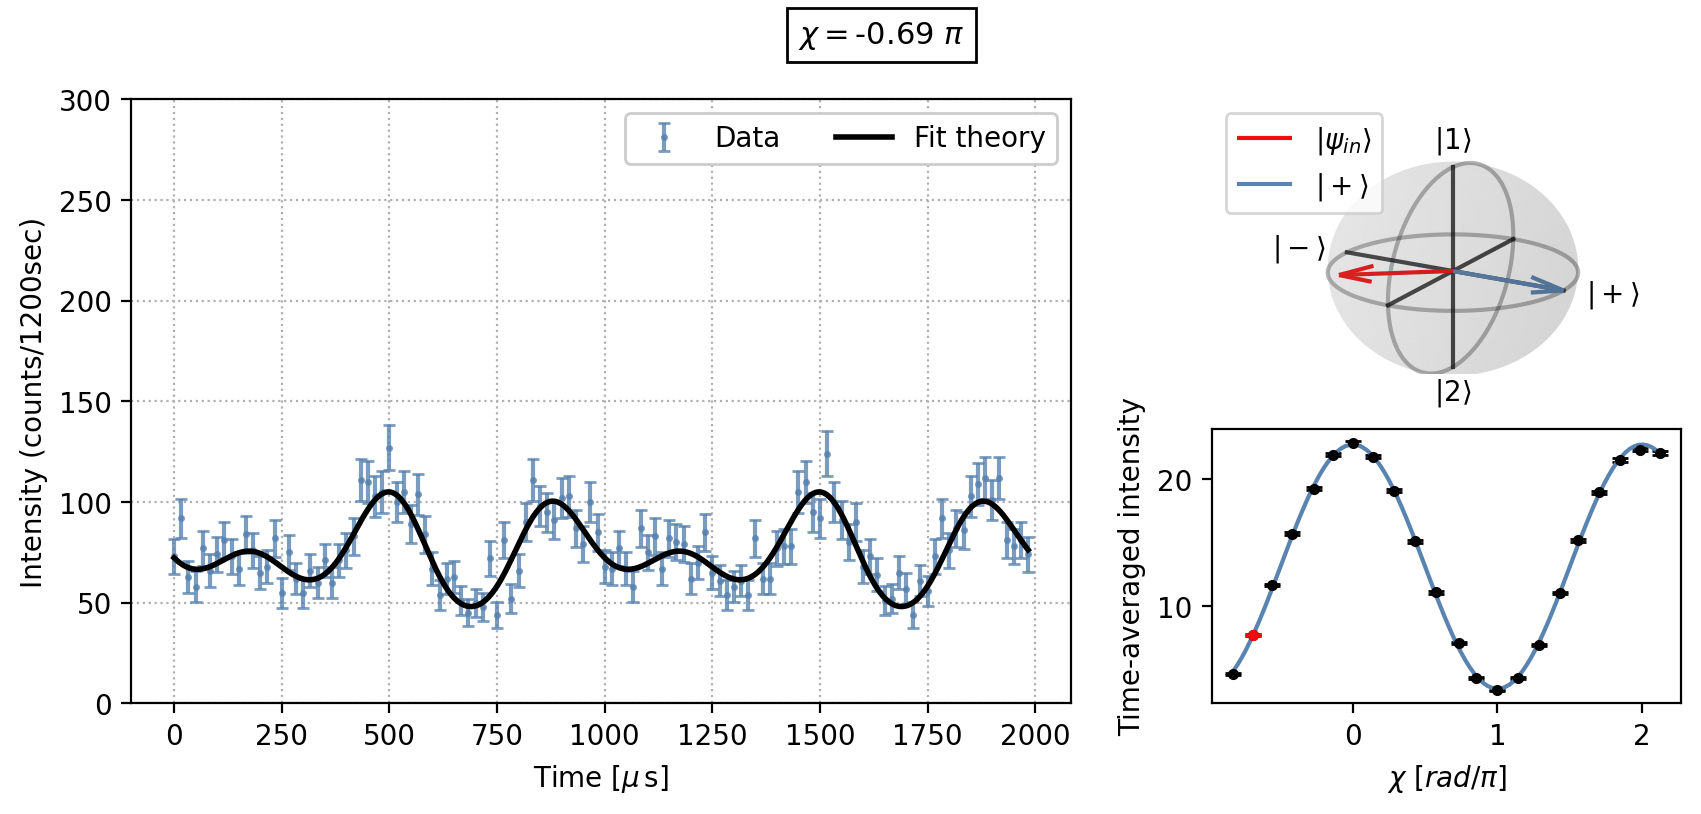 χ = -0.69 π
300
250
200
150
100
50
0
Intensity (counts/1200sec)
Data
Fit theory
0 250 500 750 1000 1250 1500 1750 2000
Time [μ s]
|ψin⟩
|+⟩
|1⟩
|−⟩
|+⟩
|2⟩
Time-averaged intensity
20
10
0 1 2
χ [rad/π]